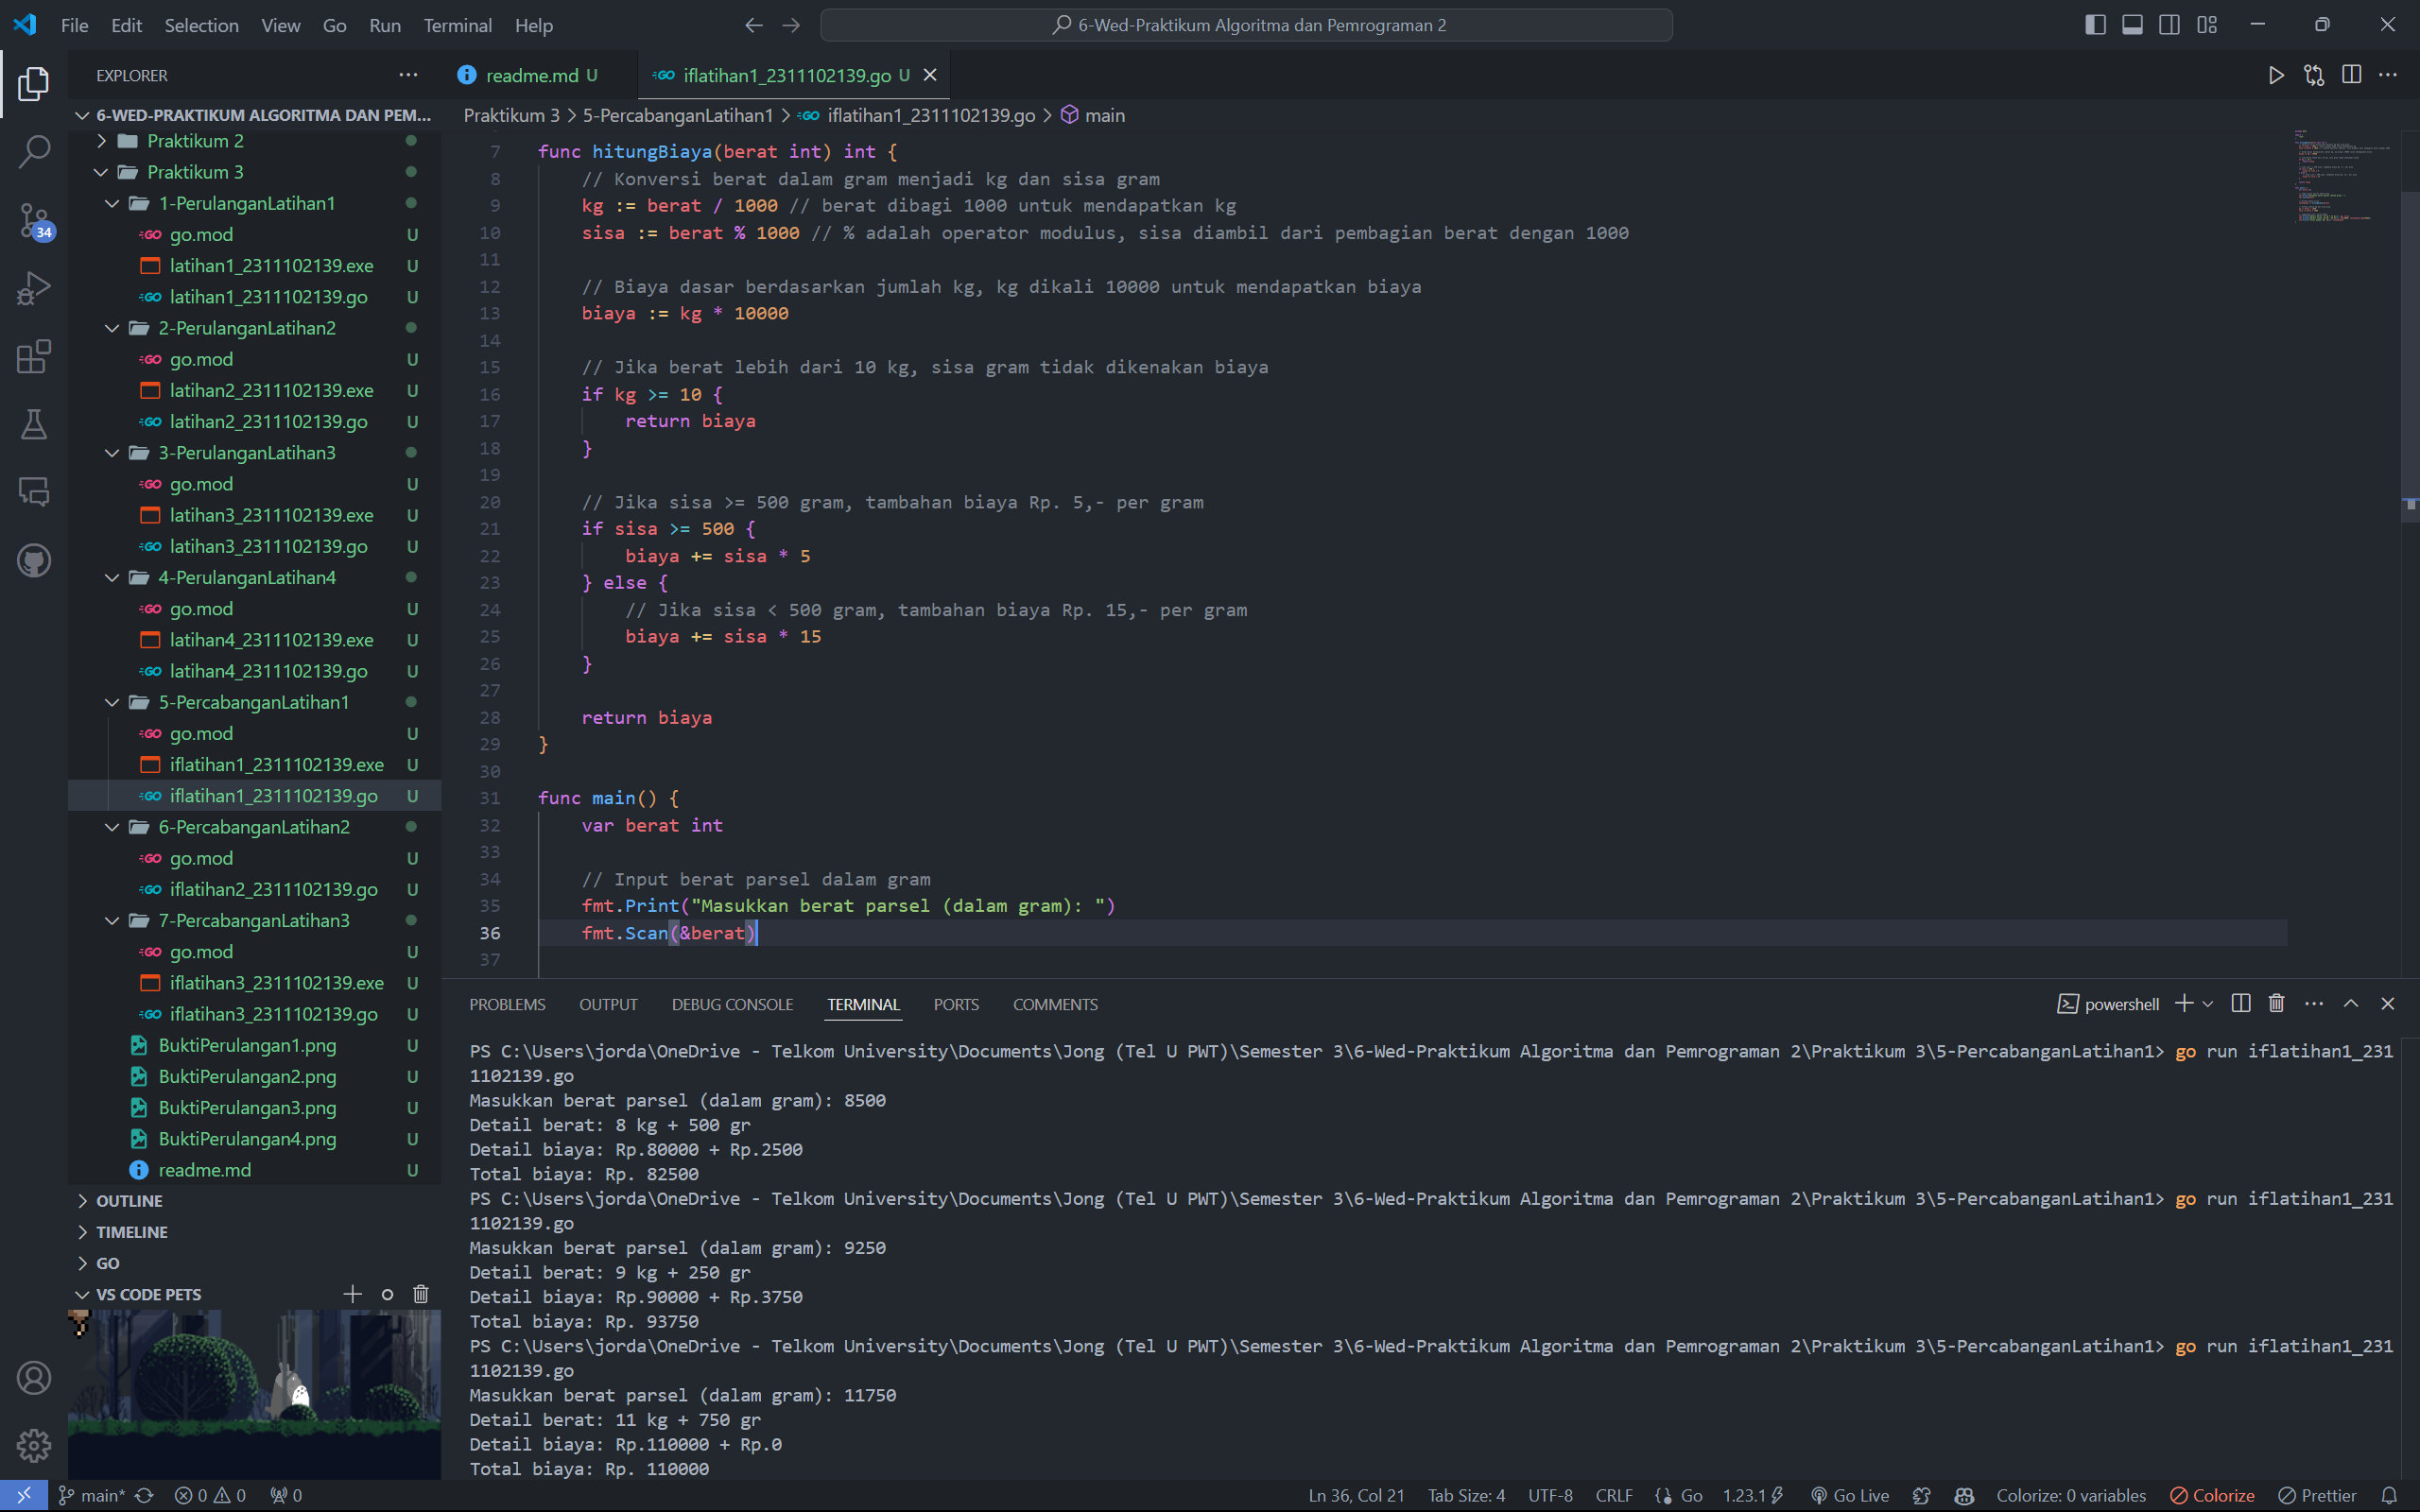 File Edit Selection View Go Run Terminal Help
6-Wed-Praktikum Algoritma dan Pemrograman 2
EXPLORER
6-WED-PRAKTIKUM ALGORITMA DAN PEM...
Praktikum 2
Praktikum 3
1-PerulanganLatihan1
go.mod U
latihan1_2311102139.exe U
latihan1_2311102139.go U
2-PerulanganLatihan2
go.mod U
latihan2_2311102139.exe U
latihan2_2311102139.go U
3-PerulanganLatihan3
go.mod U
latihan3_2311102139.exe U
latihan3_2311102139.go U
4-PerulanganLatihan4
go.mod U
latihan4_2311102139.exe U
latihan4_2311102139.go U
5-PercabanganLatihan1
go.mod U
iflatihan1_2311102139.exe U
iflatihan1_2311102139.go U
6-PercabanganLatihan2
go.mod U
iflatihan2_2311102139.go U
7-PercabanganLatihan3
go.mod U
iflatihan3_2311102139.exe U
iflatihan3_2311102139.go U
BuktiPerulangan1.png U
BuktiPerulangan2.png U
BuktiPerulangan3.png U
BuktiPerulangan4.png U
readme.md U
OUTLINE
TIMELINE
GO
VS CODE PETS
34
readme.md U
iflatihan1_2311102139.go U
Praktikum 3 > 5-PercabanganLatihan1 > iflatihan1_2311102139.go > main
7 func hitungBiaya(berat int) int {
8 // Konversi berat dalam gram menjadi kg dan sisa gram
9 kg := berat / 1000 // berat dibagi 1000 untuk mendapatkan kg
10 sisa := berat % 1000 // % adalah operator modulus, sisa diambil dari pembagian berat dengan 1000
11
12 // Biaya dasar berdasarkan jumlah kg, kg dikali 10000 untuk mendapatkan biaya
13 biaya := kg * 10000
14
15 // Jika berat lebih dari 10 kg, sisa gram tidak dikenakan biaya
16 if kg >= 10 {
17 return biaya
18 }
19
20 // Jika sisa >= 500 gram, tambahan biaya Rp. 5,- per gram
21 if sisa >= 500 {
22 biaya += sisa * 5
23 } else {
24 // Jika sisa < 500 gram, tambahan biaya Rp. 15,- per gram
25 biaya += sisa * 15
26 }
27
28 return biaya
29 }
30
31 func main() {
32 var berat int
33
34 // Input berat parsel dalam gram
35 fmt.Print("Masukkan berat parsel (dalam gram): ")
36 fmt.Scan(&berat)
37
PROBLEMS OUTPUT DEBUG CONSOLE TERMINAL PORTS COMMENTS
powershell
PS C:\Users\jorda\OneDrive - Telkom University\Documents\Jong (Tel U PWT)\Semester 3\6-Wed-Praktikum Algoritma dan Pemrograman 2\Praktikum 3\5-PercabanganLatihan1> go run iflatihan1_231
1102139.go
Masukkan berat parsel (dalam gram): 8500
Detail berat: 8 kg + 500 gr
Detail biaya: Rp.80000 + Rp.2500
Total biaya: Rp. 82500
PS C:\Users\jorda\OneDrive - Telkom University\Documents\Jong (Tel U PWT)\Semester 3\6-Wed-Praktikum Algoritma dan Pemrograman 2\Praktikum 3\5-PercabanganLatihan1> go run iflatihan1_231
1102139.go
Masukkan berat parsel (dalam gram): 9250
Detail berat: 9 kg + 250 gr
Detail biaya: Rp.90000 + Rp.3750
Total biaya: Rp. 93750
PS C:\Users\jorda\OneDrive - Telkom University\Documents\Jong (Tel U PWT)\Semester 3\6-Wed-Praktikum Algoritma dan Pemrograman 2\Praktikum 3\5-PercabanganLatihan1> go run iflatihan1_231
1102139.go
Masukkan berat parsel (dalam gram): 11750
Detail berat: 11 kg + 750 gr
Detail biaya: Rp.110000 + Rp.0
Total biaya: Rp. 110000
main* 0 0 0
Ln 36, Col 21 Tab Size: 4 UTF-8 CRLF Go 1.23.1 Go Live Colorize: 0 variables Colorize Prettier